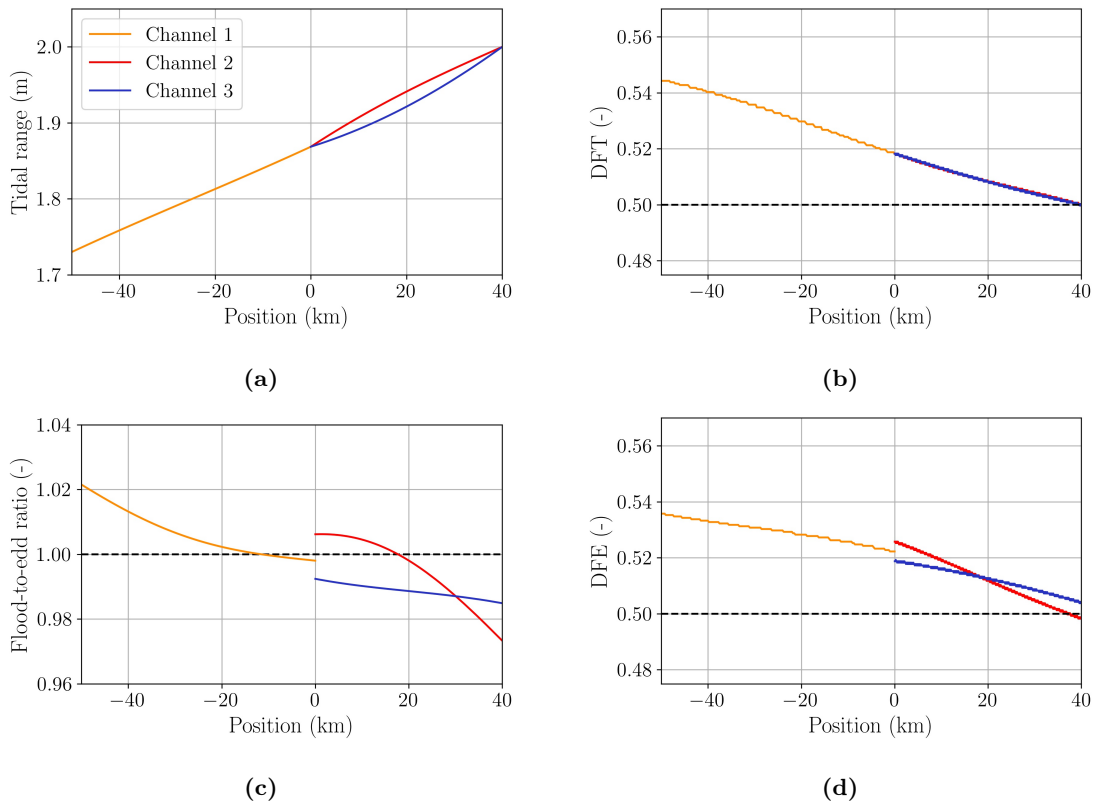 2.0
1.9
1.8
1.7
Tidal range (m)
Channel 1
Channel 2
Channel 3
−40 −20 0 20 40
Position (km)
(a)
0.56
0.54
0.52
0.50
0.48
DFT (-)
−40 −20 0 20 40
Position (km)
(b)
1.04
1.02
1.00
0.98
0.96
Flood-to-edd ratio (-)
−40 −20 0 20 40
Position (km)
(c)
0.56
0.54
0.52
0.50
0.48
DFE (-)
−40 −20 0 20 40
Position (km)
(d)